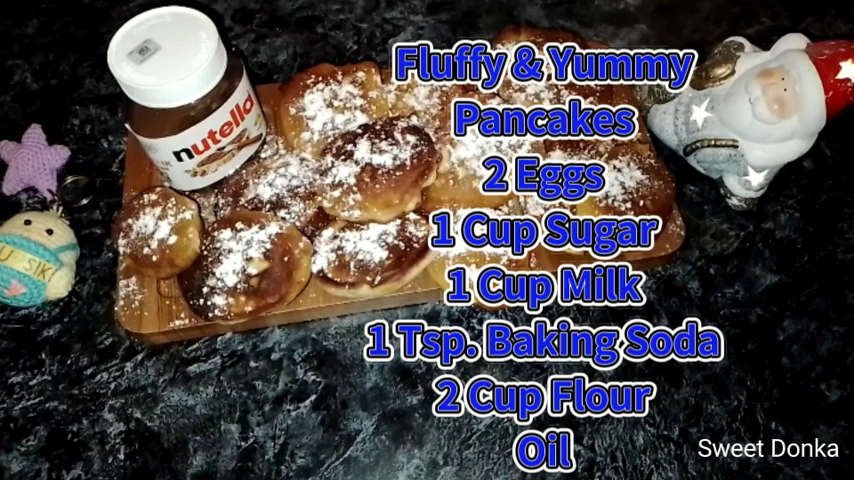 nutella
Fluffy & Yummy
Pancakes
2 Eggs
1 Cup Sugar
1 Cup Milk
1 Tsp. Baking Soda
2 Cup Flour
Oil
U SIKI
Sweet Donka